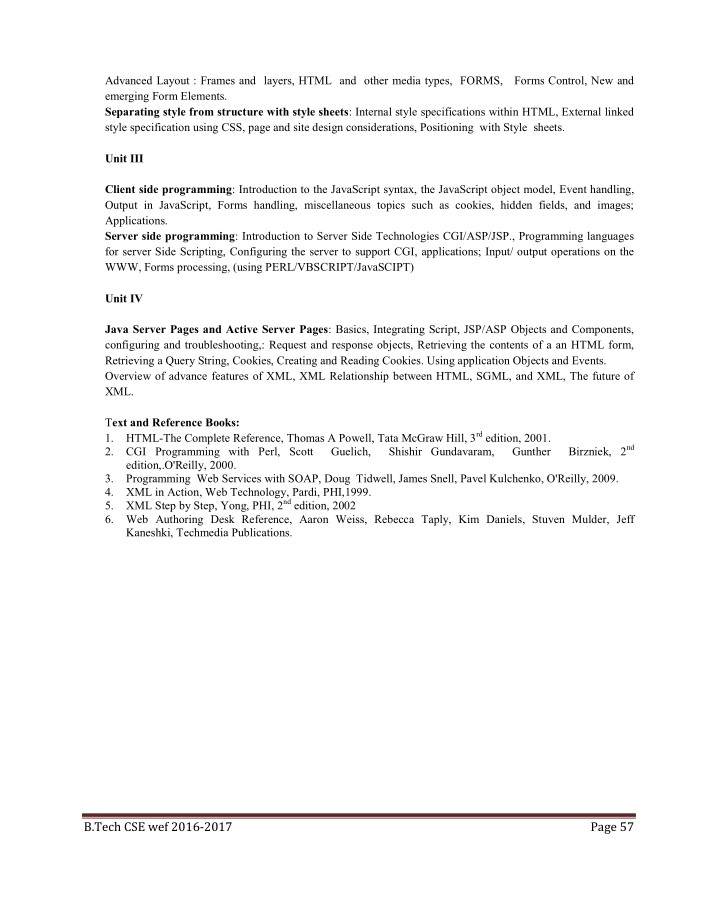 Advanced Layout : Frames and layers, HTML and other media types, FORMS, Forms Control, New and
emerging Form Elements.
Separating style from structure with style sheets: Internal style specifications within HTML, External linked
style specification using CSS, page and site design considerations, Positioning with Style sheets.
Unit III
Client side programming: Introduction to the JavaScript syntax, the JavaScript object model, Event handling,
Output in JavaScript, Forms handling, miscellaneous topics such as cookies, hidden fields, and images;
Applications.
Server side programming: Introduction to Server Side Technologies CGI/ASP/JSP., Programming languages
for server Side Scripting, Configuring the server to support CGI, applications; Input/ output operations on the
WWW, Forms processing, (using PERL/VBSCRIPT/JavaSCIPT)
Unit IV
Java Server Pages and Active Server Pages: Basics, Integrating Script, JSP/ASP Objects and Components,
configuring and troubleshooting,: Request and response objects, Retrieving the contents of a an HTML form,
Retrieving a Query String, Cookies, Creating and Reading Cookies. Using application Objects and Events.
Overview of advance features of XML, XML Relationship between HTML, SGML, and XML, The future of
XML.
Text and Reference Books:
1. HTML-The Complete Reference, Thomas A Powell, Tata McGraw Hill, 3rd edition, 2001.
2. CGI Programming with Perl, Scott Guelich, Shishir Gundavaram, Gunther Birzniek, 2nd
edition,.O'Reilly, 2000.
3. Programming Web Services with SOAP, Doug Tidwell, James Snell, Pavel Kulchenko, O'Reilly, 2009.
4. XML in Action, Web Technology, Pardi, PHI,1999.
5. XML Step by Step, Yong, PHI, 2nd edition, 2002
6. Web Authoring Desk Reference, Aaron Weiss, Rebecca Taply, Kim Daniels, Stuven Mulder, Jeff
Kaneshki, Techmedia Publications.
B.Tech CSE wef 2016-2017 Page 57